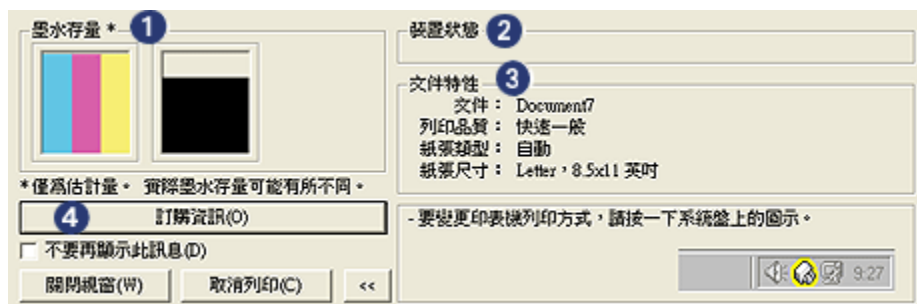 墨水存量 * 1
*僅為估計量。 實際墨水存量可能有所不同。
4 訂購資訊(O)
不要再顯示此訊息(D)
關閉視窗(W) 取消列印(C) <<
裝置狀態 2
文件特性 3
文件： Document7
列印品質： 快速一般
紙張類型： 自動
紙張尺寸： Letter，8.5x11 英吋
- 要變更印表機列印方式，請按一下系統盤上的圖示。
9:27